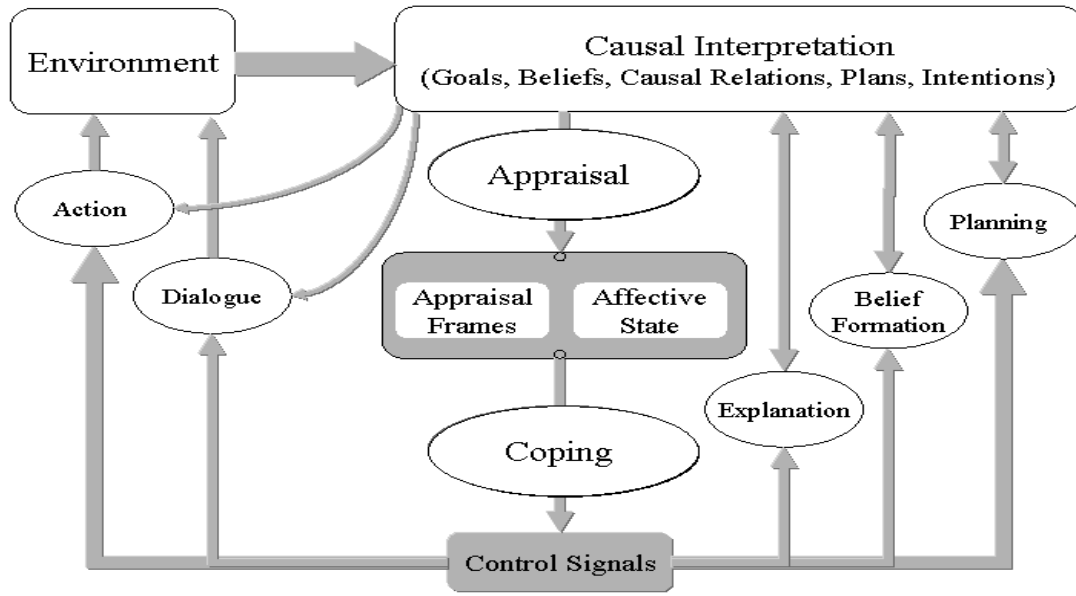 Environment
Causal Interpretation
(Goals, Beliefs, Causal Relations, Plans, Intentions)
Appraisal
Action
Planning
Dialogue
Appraisal
Frames
Affective
State
Belief
Formation
Explanation
Coping
Control Signals